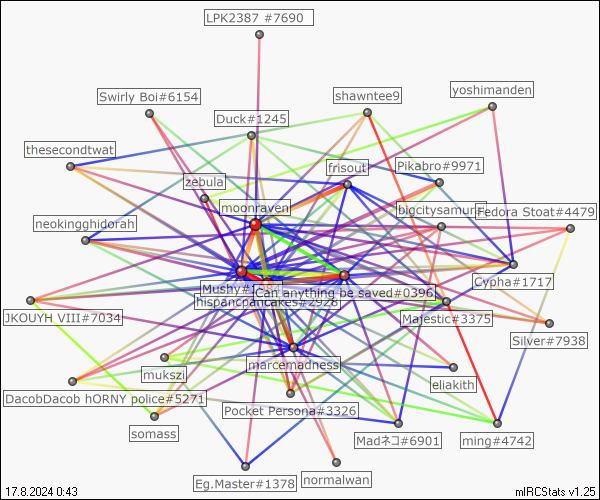 LPK2387 #7690
yoshimanden
Swirly Boi#6154
shawntee9
Duck#1245
thesecondtwat
frisout
Pikabro#9971
zebula
moonraven
bigcitysamurai
Fedora Stoat#4479
neokingghidorah
Cypha#1717
Can anything be saved#0396
hispancpancakes#2926
JKOUYH VIII#7034
Majestic#3375
Silver#7938
marcemadness
mukszi
eliakith
DacobDacob hORNY police#5271
Pocket Persona#3326
somass
Madネコ#6901
ming#4742
Eg.Master#1378
normalwan
17.8.2024 0:43
mIRCStats v1.25